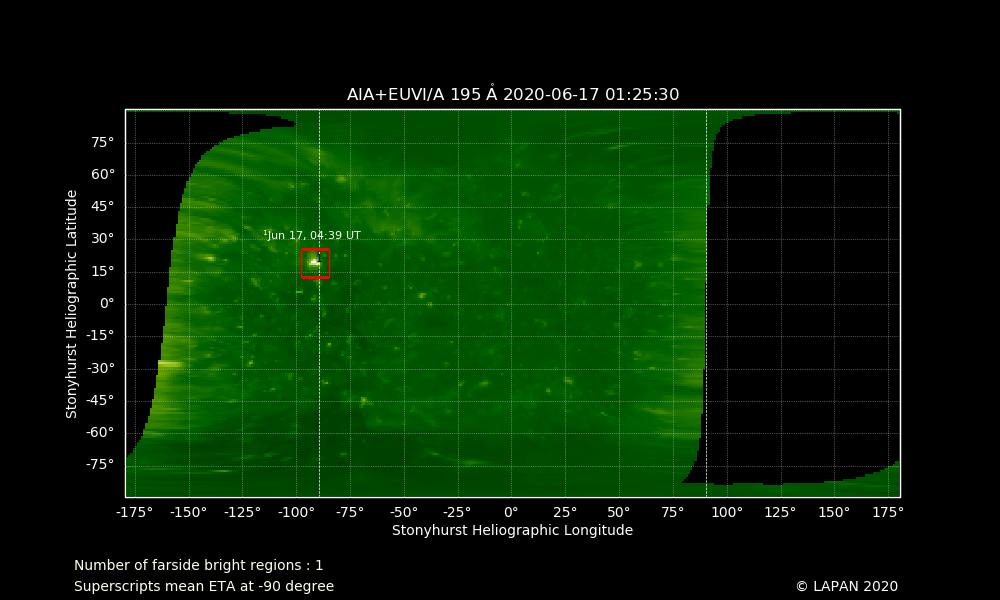 AIA+EUVI/A 195 Å 2020-06-17 01:25:30
Stonyhurst Heliographic Latitude
75°
60°
45°
30°
15°
0°
-15°
-30°
-45°
-60°
-75°
¹Jun 17, 04:39 UT
-175° -150° -125° -100° -75° -50° -25° 0° 25° 50° 75° 100° 125° 150° 175°
Stonyhurst Heliographic Longitude
Number of farside bright regions : 1
Superscripts mean ETA at -90 degree
© LAPAN 2020